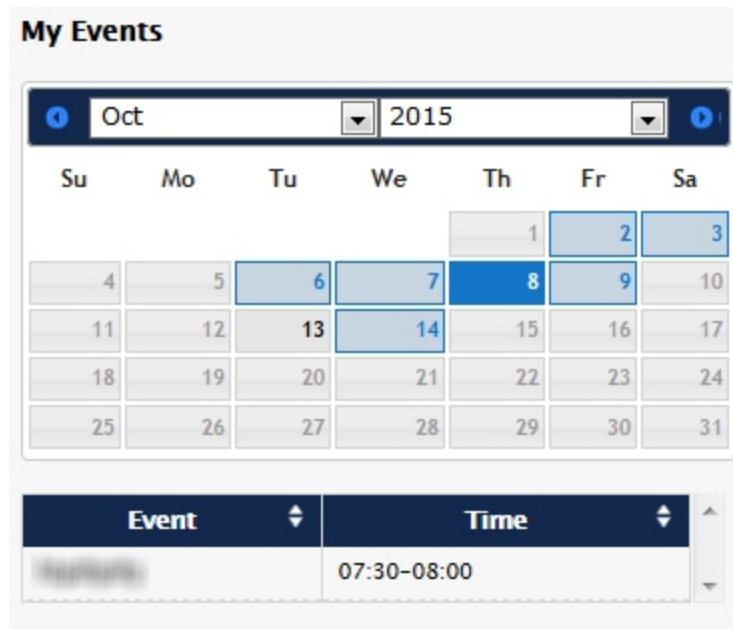 My Events
Oct 2015
Su Mo Tu We Th Fr Sa
1 2 3
4 5 6 7 8 9 10
11 12 13 14 15 16 17
18 19 20 21 22 23 24
25 26 27 28 29 30 31
Event Time
07:30-08:00